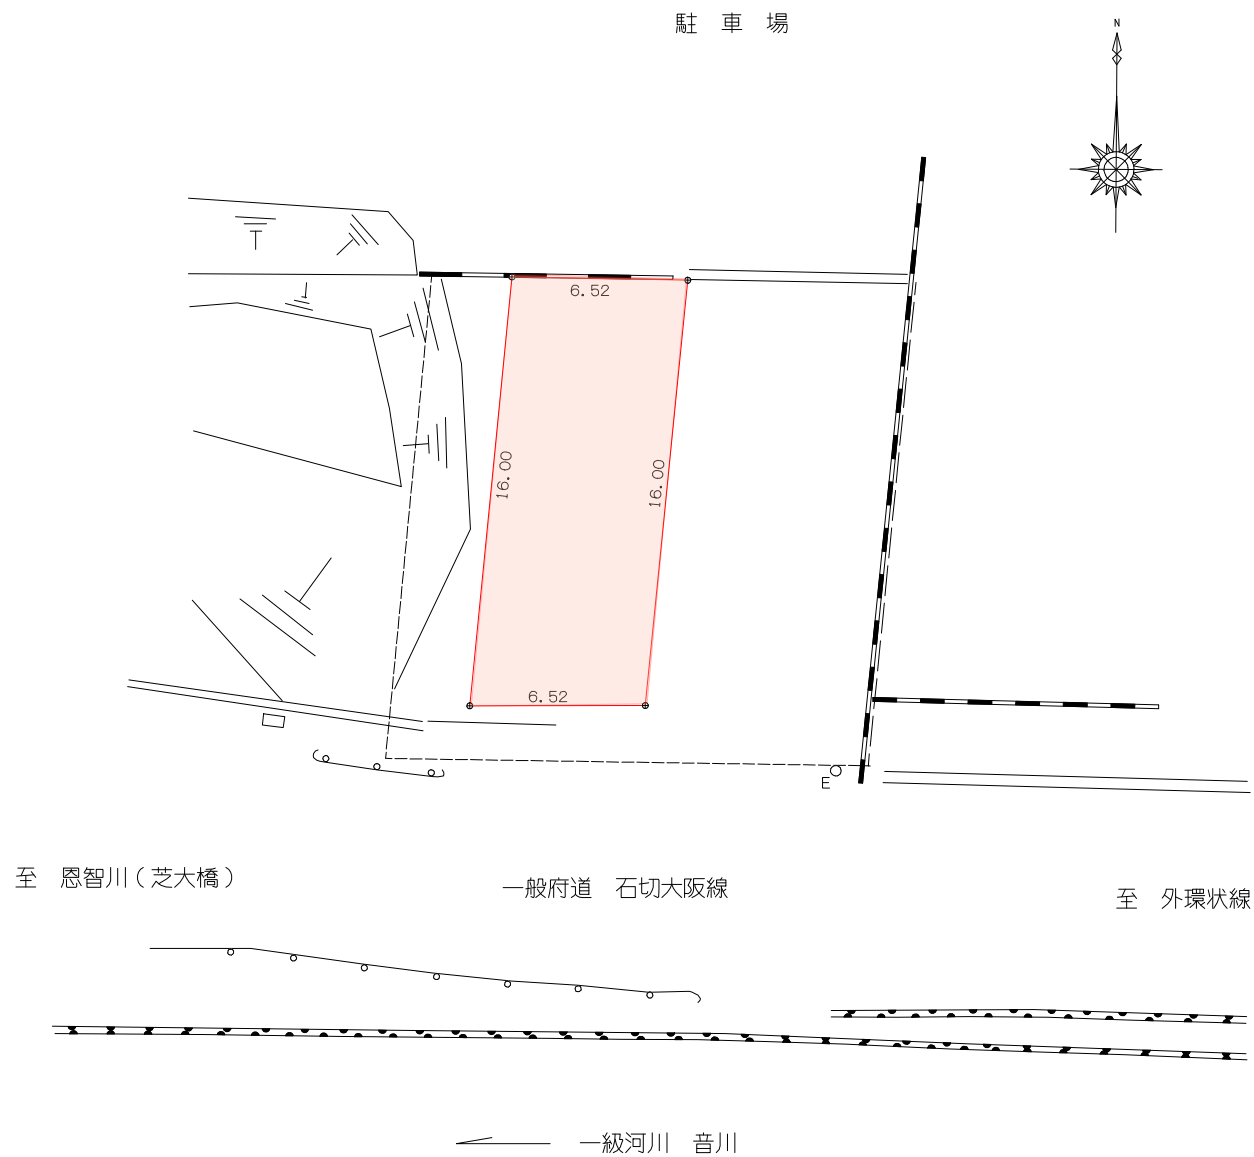 駐 車 場
N
6.52
16.00
16.00
6.52
E
至 恩智川(芝大橋)
一般府道 石切大阪線
至 外環状線
一級河川 音川